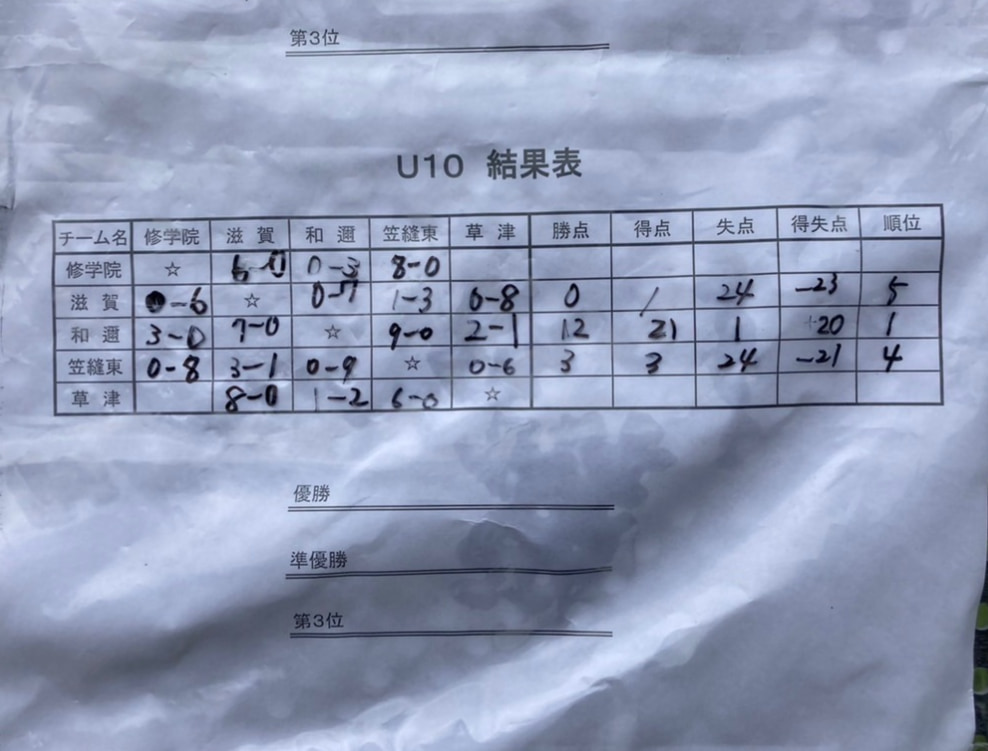 第3位
U10 結果表
チーム名 修学院 滋賀 和邇 笠縫東 草津 勝点 得点 失点 得失点 順位
修学院 ☆ 6-0 0-3 8-0
滋賀 0-6 ☆ 0-7 1-3 0-8 0 1 24 -23 5
和邇 3-0 7-0 ☆ 9-0 2-1 12 21 1 +20 1
笠縫東 0-8 3-1 0-9 ☆ 0-6 3 3 24 -21 4
草津 8-0 1-2 6-0 ☆
優勝
準優勝
第3位